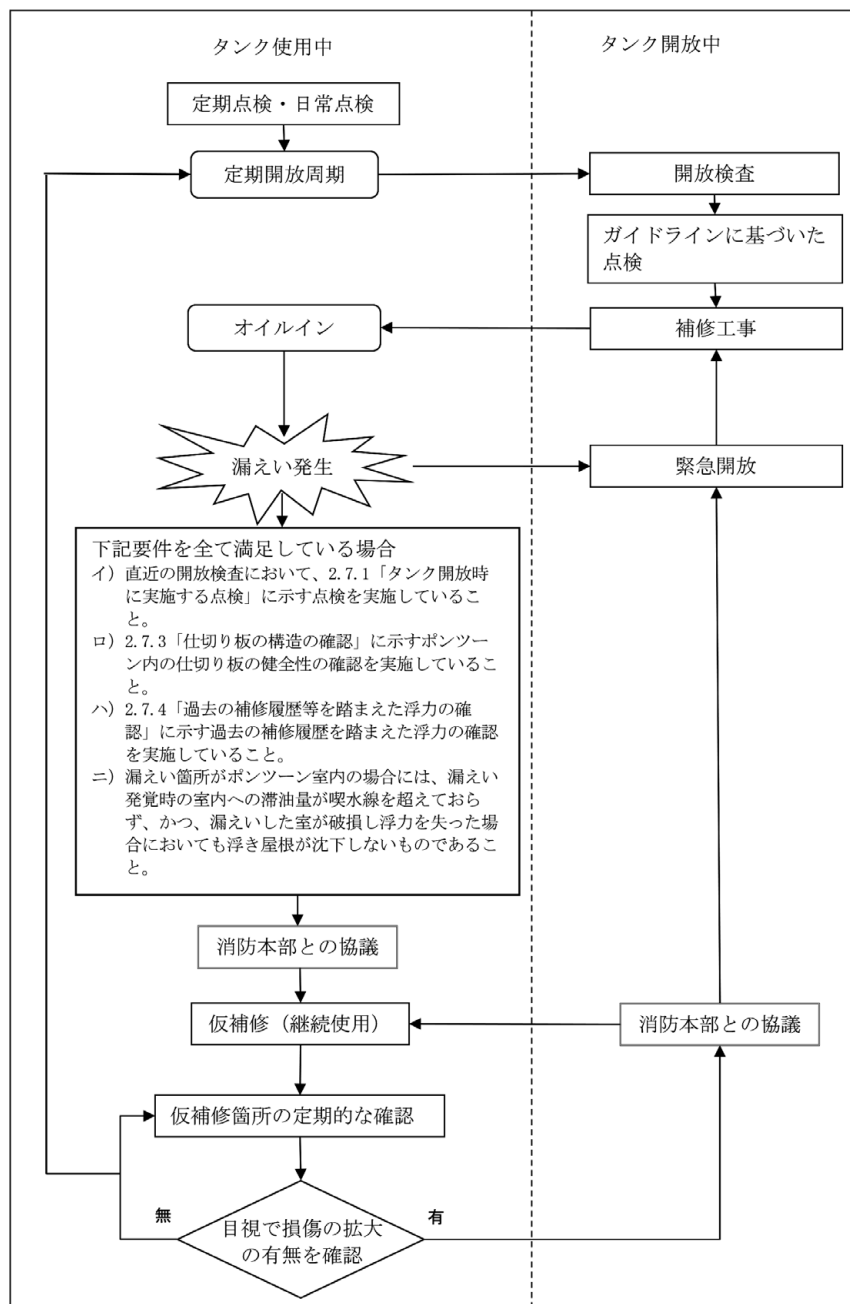 タンク使用中
タンク開放中
定期点検・日常点検
定期開放周期
開放検査
ガイドラインに基づいた
点検
オイルイン
補修工事
漏えい発生
緊急開放
下記要件を全て満足している場合
イ）直近の開放検査において、2.7.1「タンク開放時
に実施する点検」に示す点検を実施しているこ
と。
ロ）2.7.3「仕切り板の構造の確認」に示すポンツー
ン内の仕切り板の健全性の確認を実施しているこ
と。
ハ）2.7.4「過去の補修履歴等を踏まえた浮力の確
認」に示す過去の補修履歴を踏まえた浮力の確認
を実施していること。
ニ）漏えい箇所がポンツーン室内の場合には、漏えい
発覚時の室内への滞油量が喫水線を超えておら
ず、かつ、漏えいした室が破損し浮力を失った場
合においても浮き屋根が沈下しないものであるこ
と。
消防本部との協議
仮補修（継続使用）
消防本部との協議
仮補修箇所の定期的な確認
無
有
目視で損傷の拡大
の有無を確認